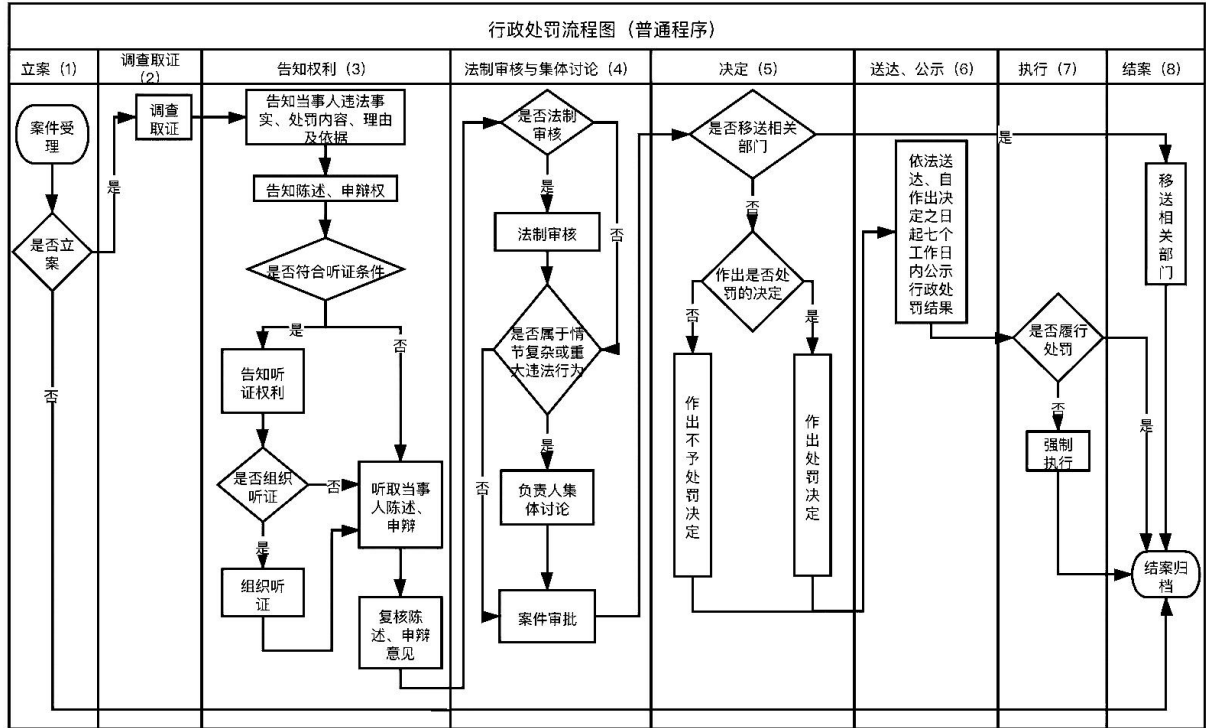 行政处罚流程图（普通程序）
立案（1）
调查取证
（2）
告知权利（3）
法制审核与集体讨论（4）
决定（5）
送达、公示（6）
执行（7）
结案（8）
案件受
理
是
是否立
案
否
调查
取证
告知当事人违法事
实、处罚内容、理由
及依据
告知陈述、申辩权
是否符合听证条件
是
否
告知听
证权利
是否组织
听证
否
是
组织听
证
听取当事
人陈述、
申辩
复核陈
述、申辩
意见
是否法制
审核
是
否
法制审核
是否属于情
节复杂或重
大违法行为
是
否
负责人集
体讨论
案件审批
是否移送相关
部门
是
否
作出是否处
罚的决定
否
是
作
出
不
予
处
罚
决
定
作
出
处
罚
决
定
依法送
达、自
作出决
定之日
起七个
工作日
内公示
行政处
罚结果
是否履行
处罚
否
是
强制
执行
移
送
相
关
部
门
结案归
档